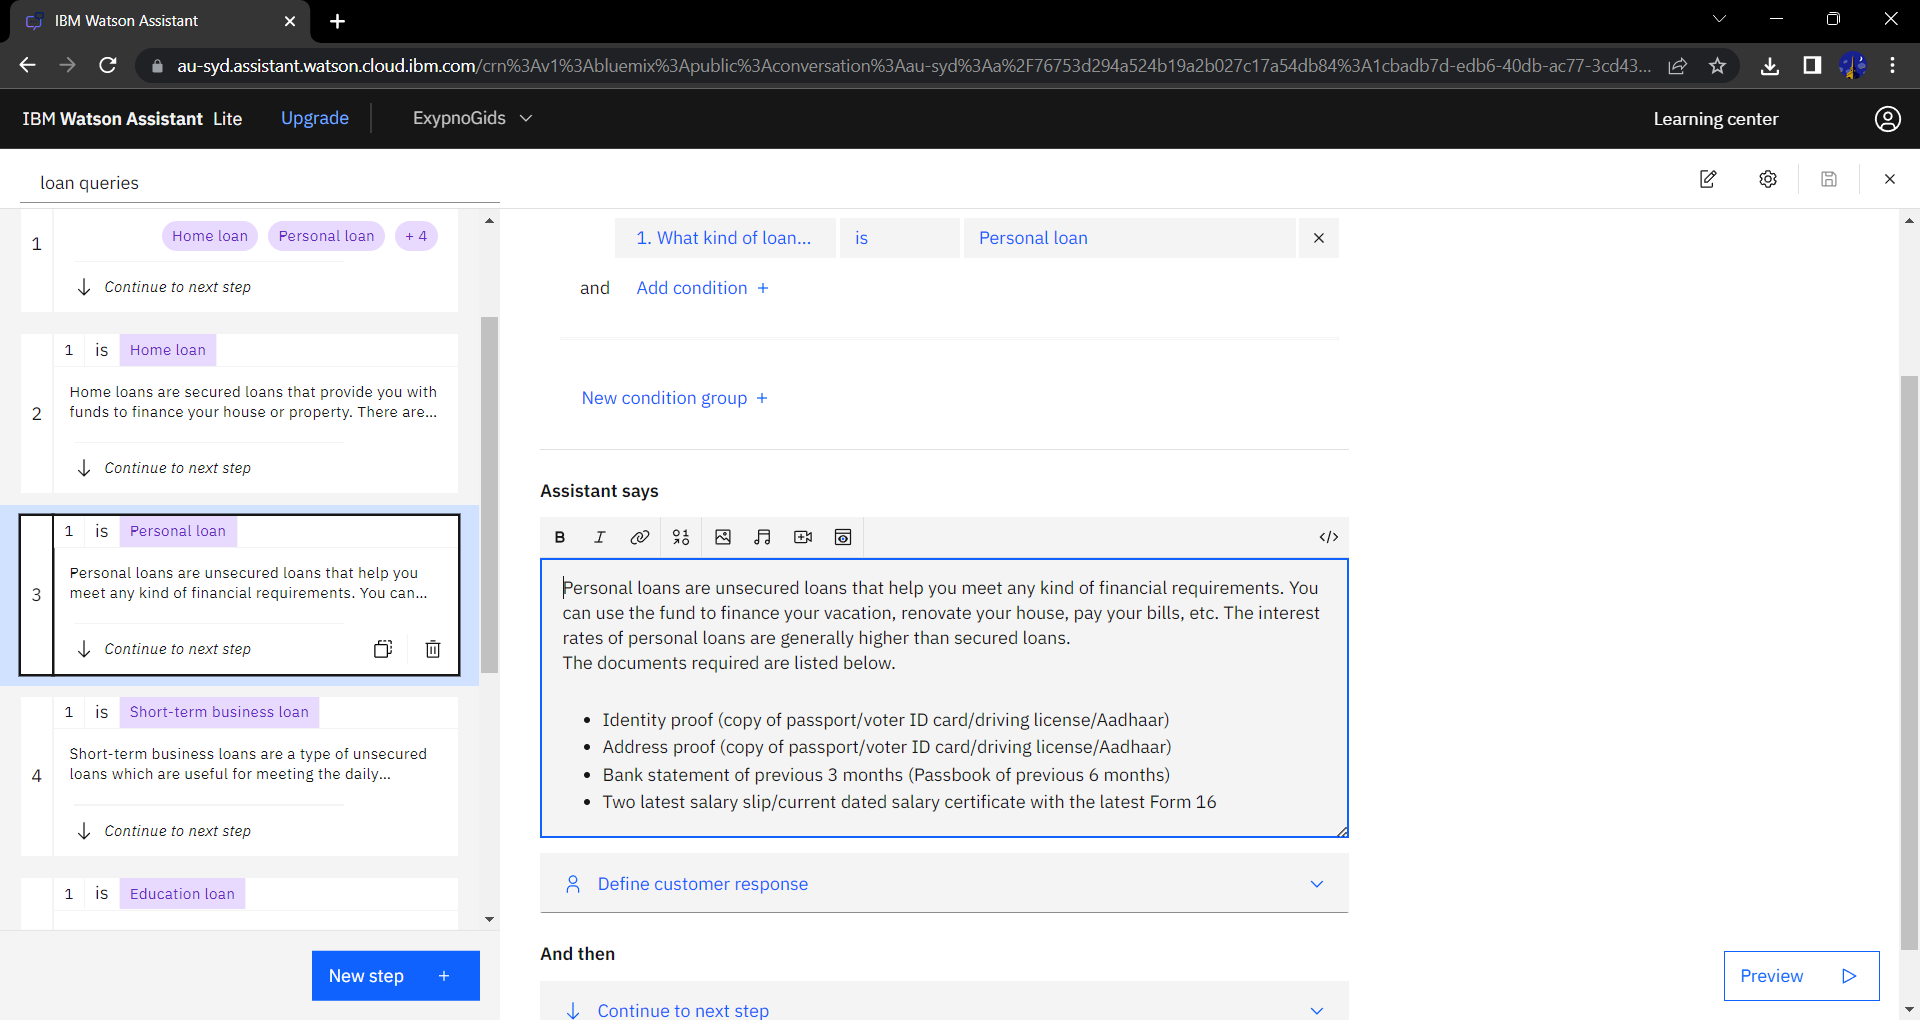 IBM Watson Assistant
au-syd.assistant.watson.cloud.ibm.com/crn%3Av1%3Abluemix%3Apublic%3Aconversation%3Aau-syd%3Aa%2F76753d294a524b19a2b027c17a54db84%3A1cbadb7d-edb6-40db-ac77-3cd43...
IBM Watson Assistant Lite Upgrade ExypnoGids Learning center
loan queries
1
Home loan Personal loan + 4
Continue to next step
2
1 is Home loan
Home loans are secured loans that provide you with
funds to finance your house or property. There are...
Continue to next step
3
1 is Personal loan
Personal loans are unsecured loans that help you
meet any kind of financial requirements. You can...
Continue to next step
4
1 is Short-term business loan
Short-term business loans are a type of unsecured
loans which are useful for meeting the daily...
Continue to next step
1 is Education loan
New step +
1. What kind of loan... is Personal loan
and Add condition +
New condition group +
Assistant says
B I </>
Personal loans are unsecured loans that help you meet any kind of financial requirements. You
can use the fund to finance your vacation, renovate your house, pay your bills, etc. The interest
rates of personal loans are generally higher than secured loans.
The documents required are listed below.
• Identity proof (copy of passport/voter ID card/driving license/Aadhaar)
• Address proof (copy of passport/voter ID card/driving license/Aadhaar)
• Bank statement of previous 3 months (Passbook of previous 6 months)
• Two latest salary slip/current dated salary certificate with the latest Form 16
Define customer response
And then
Continue to next step
Preview